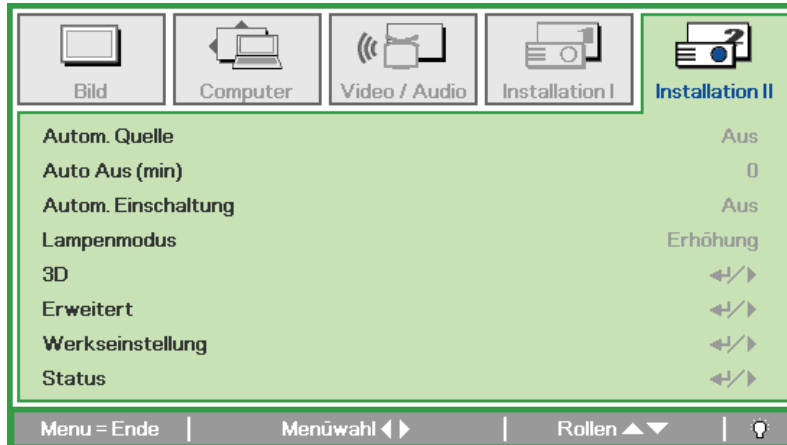 Bild
Computer
Video / Audio
Installation I
Installation II
Autom. Quelle Aus
Auto Aus (min) 0
Autom. Einschaltung Aus
Lampenmodus Erhöhung
3D
Erweitert
Werkseinstellung
Status
Menu = Ende Menüwahl Rollen